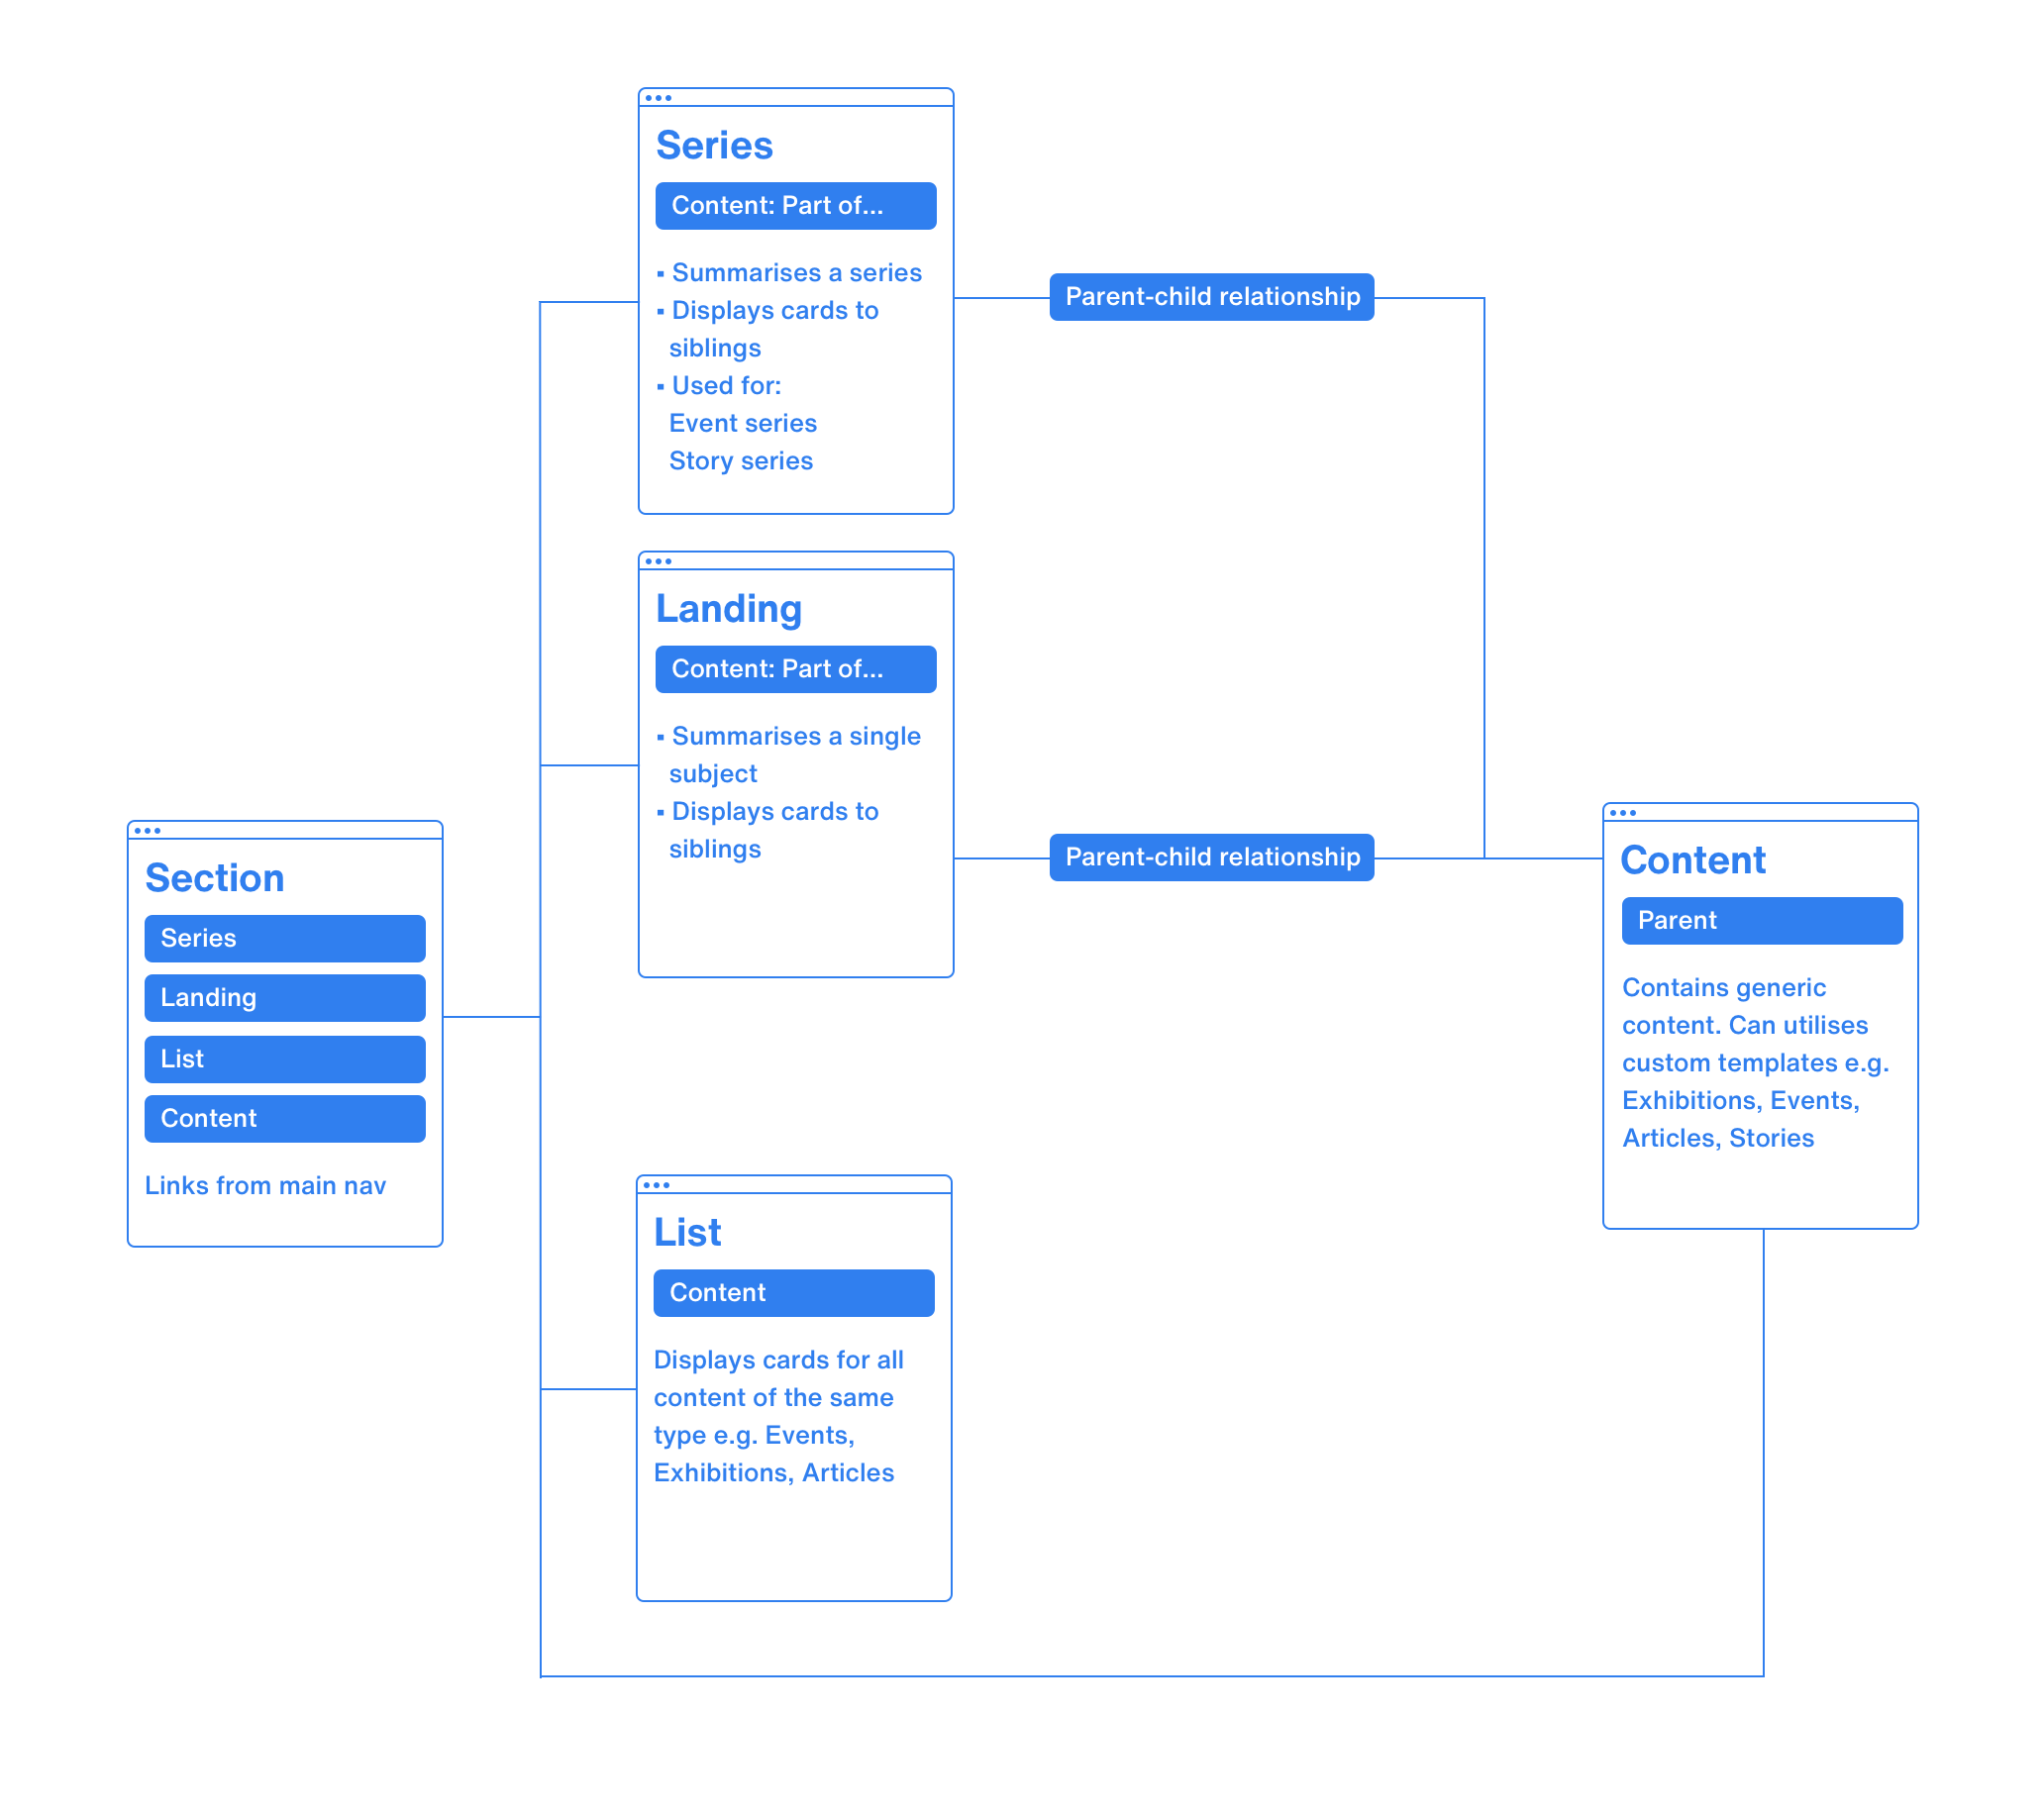 Series
Content: Part of...
▪ Summarises a series
▪ Displays cards to
siblings
▪ Used for:
Event series
Story series
Parent-child relationship
Landing
Content: Part of...
▪ Summarises a single
subject
▪ Displays cards to
siblings
Parent-child relationship
Section
Series
Landing
List
Content
Links from main nav
Content
Parent
Contains generic
content. Can utilises
custom templates e.g.
Exhibitions, Events,
Articles, Stories
List
Content
Displays cards for all
content of the same
type e.g. Events,
Exhibitions, Articles